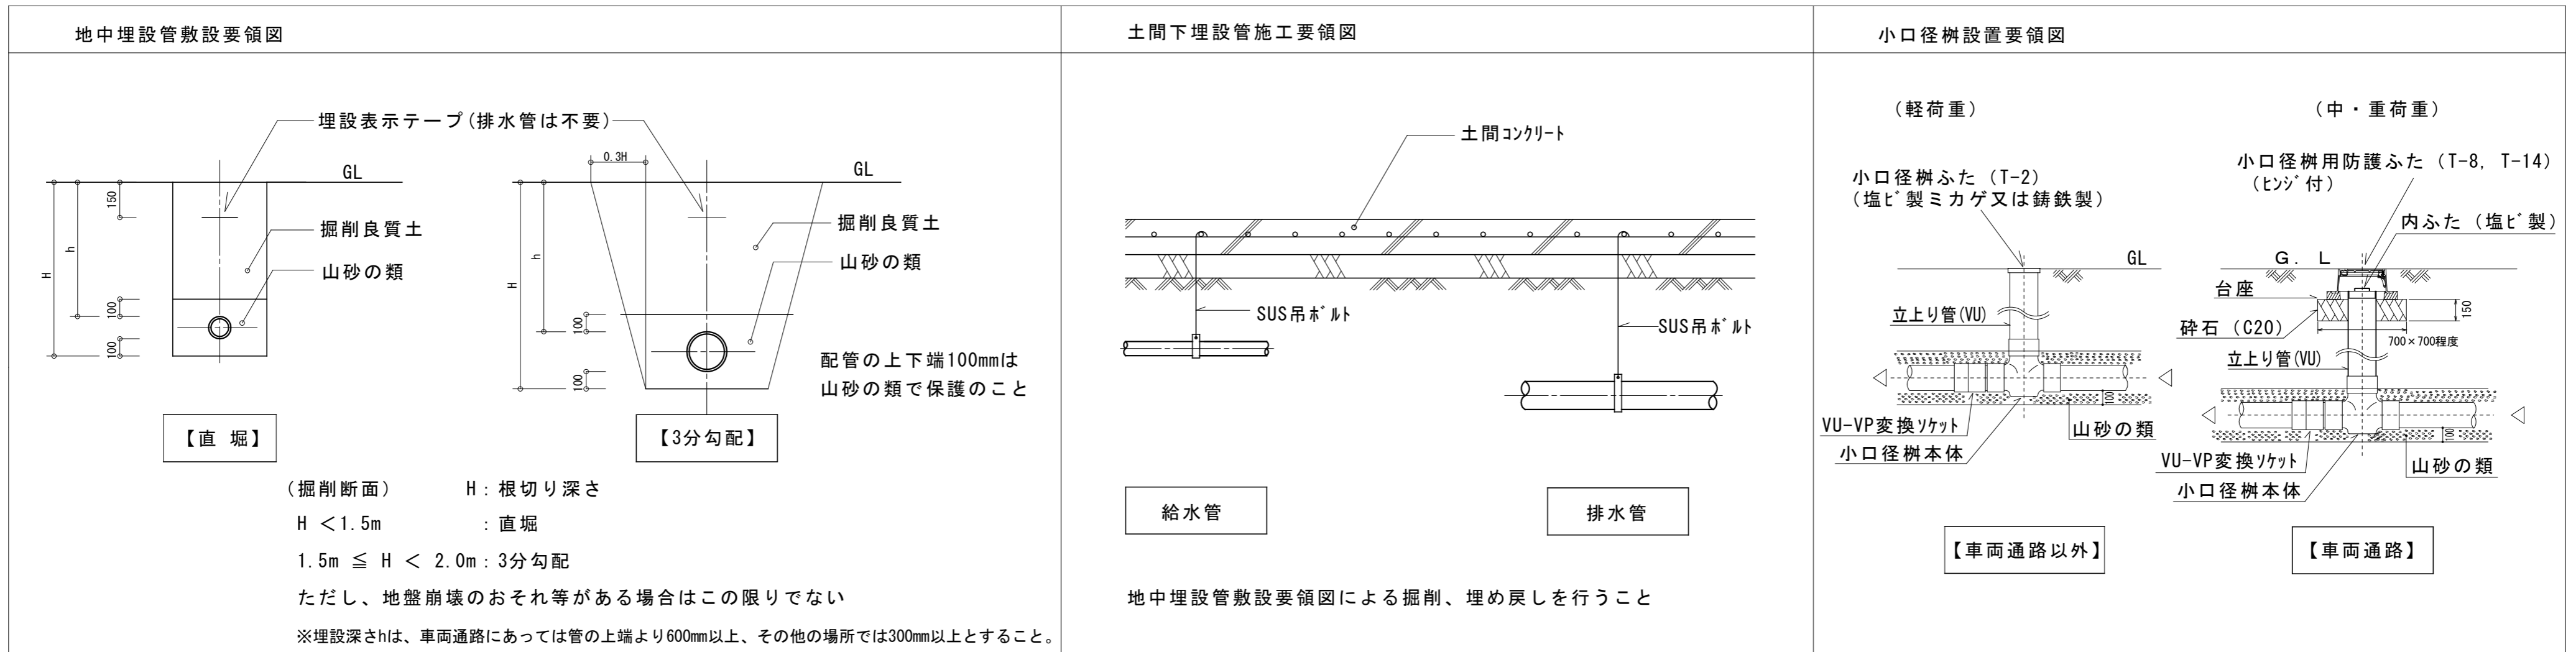 地中埋設管敷設要領図
埋設表示テープ(排水管は不要)
GL
150
h
H
100
100
掘削良質土
山砂の類
【直 堀】
0.3H
GL
H
h
100
100
掘削良質土
山砂の類
配管の上下端100mmは
山砂の類で保護のこと
【3分勾配】
(掘削断面) H:根切り深さ
H <1.5m :直堀
1.5m ≦ H < 2.0m:3分勾配
ただし、地盤崩壊のおそれ等がある場合はこの限りでない
※埋設深さhは、車両通路にあっては管の上端より600mm以上、その他の場所では300mm以上とすること。
土間下埋設管施工要領図
土間コンクリート
SUS吊ボルト
SUS吊ボルト
給水管
排水管
地中埋設管敷設要領図による掘削、埋め戻しを行うこと
小口径桝設置要領図
(軽荷重)
小口径桝ふた (T-2)
(塩ビ製ミカゲ又は鋳鉄製)
GL
立上り管(VU)
100
VU-VP変換ソケット
山砂の類
小口径桝本体
【車両通路以外】
(中・重荷重)
小口径桝用防護ふた (T-8, T-14)
(ヒンジ付)
内ふた (塩ビ製)
G. L
台座
砕石 (C20)
150
700×700程度
立上り管(VU)
100
VU-VP変換ソケット
山砂の類
小口径桝本体
【車両通路】